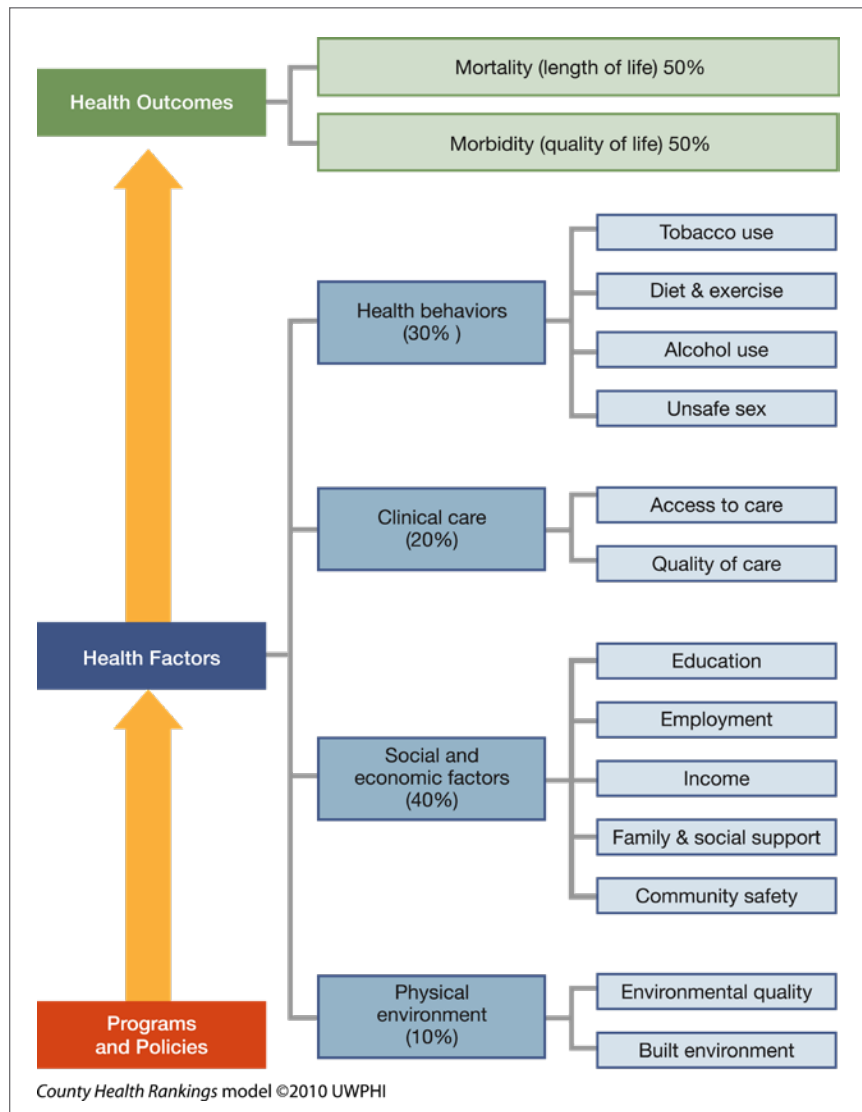 Health Outcomes
Mortality (length of life) 50%
Morbidity (quality of life) 50%
Health behaviors
(30% )
Tobacco use
Diet & exercise
Alcohol use
Unsafe sex
Clinical care
(20%)
Access to care
Quality of care
Health Factors
Social and
economic factors
(40%)
Education
Employment
Income
Family & social support
Community safety
Physical
environment
(10%)
Environmental quality
Built environment
Programs
and Policies
County Health Rankings model ©2010 UWPHI